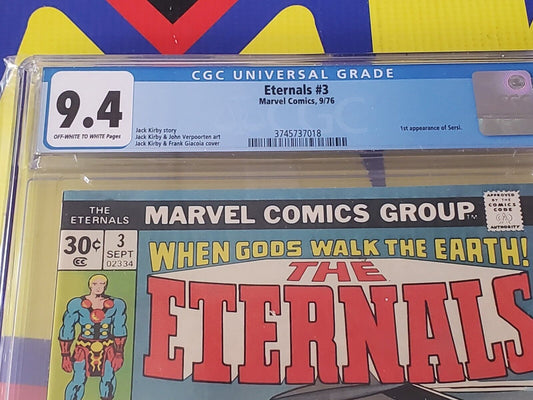 CGC UNIVERSAL GRADE
9.4
OFF-WHITE TO WHITE Pages
Eternals #3
Marvel Comics, 9/76
Jack Kirby story
Jack Kirby & John Verpoorten art
Jack Kirby & Frank Giacoia cover
3745737018
1st appearance of Sersi.
THE
ETERNALS
MARVEL COMICS GROUP™
APPROVED
BY THE
COMICS
CODE
AUTHORITY
30¢
CC
3
SEPT
02334
WHEN GODS WALK THE EARTH!
THE
ETERNALS